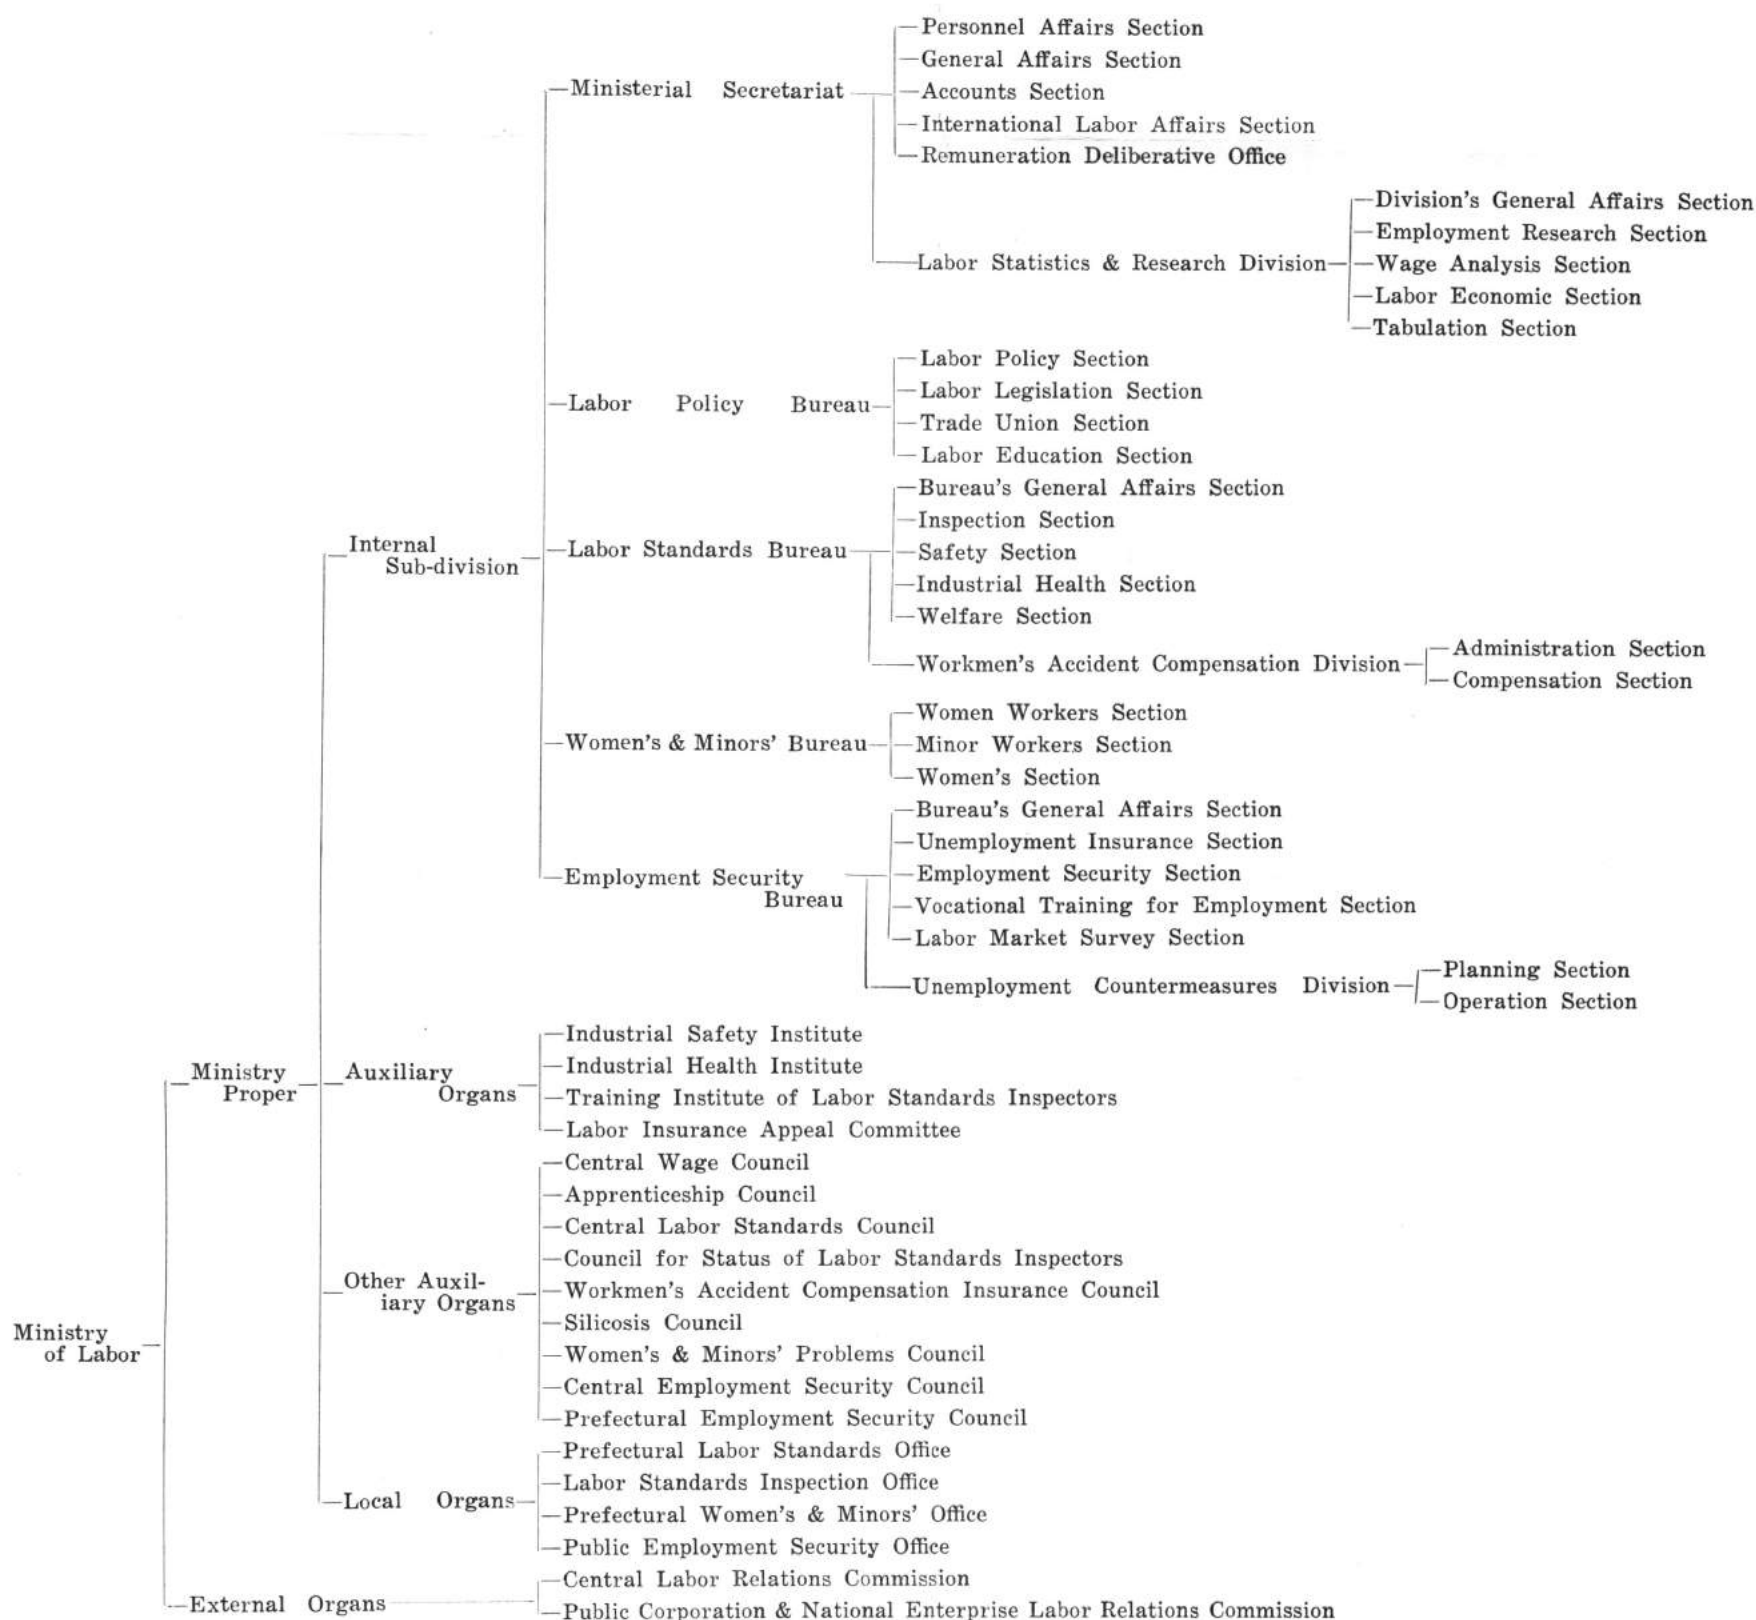 Personnel Affairs Section
General Affairs Section
Ministerial Secretariat
Accounts Section
International Labor Affairs Section
Remuneration Deliberative Office
Division's General Affairs Section
Employment Research Section
Labor Statistics & Research Division
Wage Analysis Section
Labor Economic Section
Tabulation Section
Labor Policy Section
Labor Legislation Section
Labor Policy Bureau
Trade Union Section
Labor Education Section
Bureau's General Affairs Section
Inspection Section
Internal
Sub-division
Labor Standards Bureau
Safety Section
Industrial Health Section
Welfare Section
Workmen's Accident Compensation Division
Administration Section
Compensation Section
Women Workers Section
Women's & Minors' Bureau
Minor Workers Section
Women's Section
Bureau's General Affairs Section
Unemployment Insurance Section
Employment Security
Bureau
Employment Security Section
Vocational Training for Employment Section
Labor Market Survey Section
Unemployment Countermeasures Division
Planning Section
Operation Section
Industrial Safety Institute
Industrial Health Institute
Ministry
Proper
Auxiliary
Organs
Training Institute of Labor Standards Inspectors
Labor Insurance Appeal Committee
Central Wage Council
Apprenticeship Council
Central Labor Standards Council
Council for Status of Labor Standards Inspectors
Other Auxil-
iary Organs
Workmen's Accident Compensation Insurance Council
Silicosis Council
Ministry
of Labor
Women's & Minors' Problems Council
Central Employment Security Council
Prefectural Employment Security Council
Prefectural Labor Standards Office
Labor Standards Inspection Office
Local Organs
Prefectural Women's & Minors' Office
Public Employment Security Office
Central Labor Relations Commission
External Organs
Public Corporation & National Enterprise Labor Relations Commission